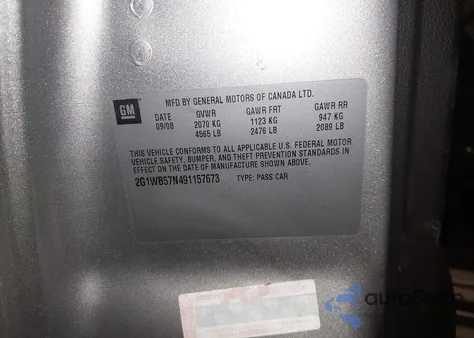 GM
MFD BY GENERAL MOTORS OF CANADA LTD.
DATE GVWR GAWR FRT GAWR RR
09/08 2070 KG 1123 KG 947 KG
4565 LB 2476 LB 2089 LB
THIS VEHICLE CONFORMS TO ALL APPLICABLE U.S. FEDERAL MOTOR
VEHICLE SAFETY, BUMPER, AND THEFT PREVENTION STANDARDS IN
EFFECT ON THE DATE OF MANUFACTURE SHOWN ABOVE.
2G1WB57N491157673 TYPE: PASS CAR